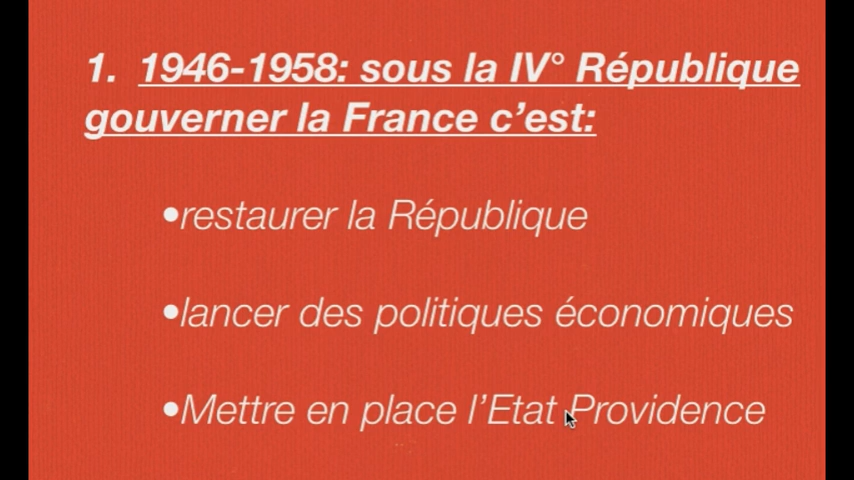 1. 1946-1958: sous la IV° République
gouverner la France c’est:
•restaurer la République
•lancer des politiques économiques
•Mettre en place l’Etat Providence